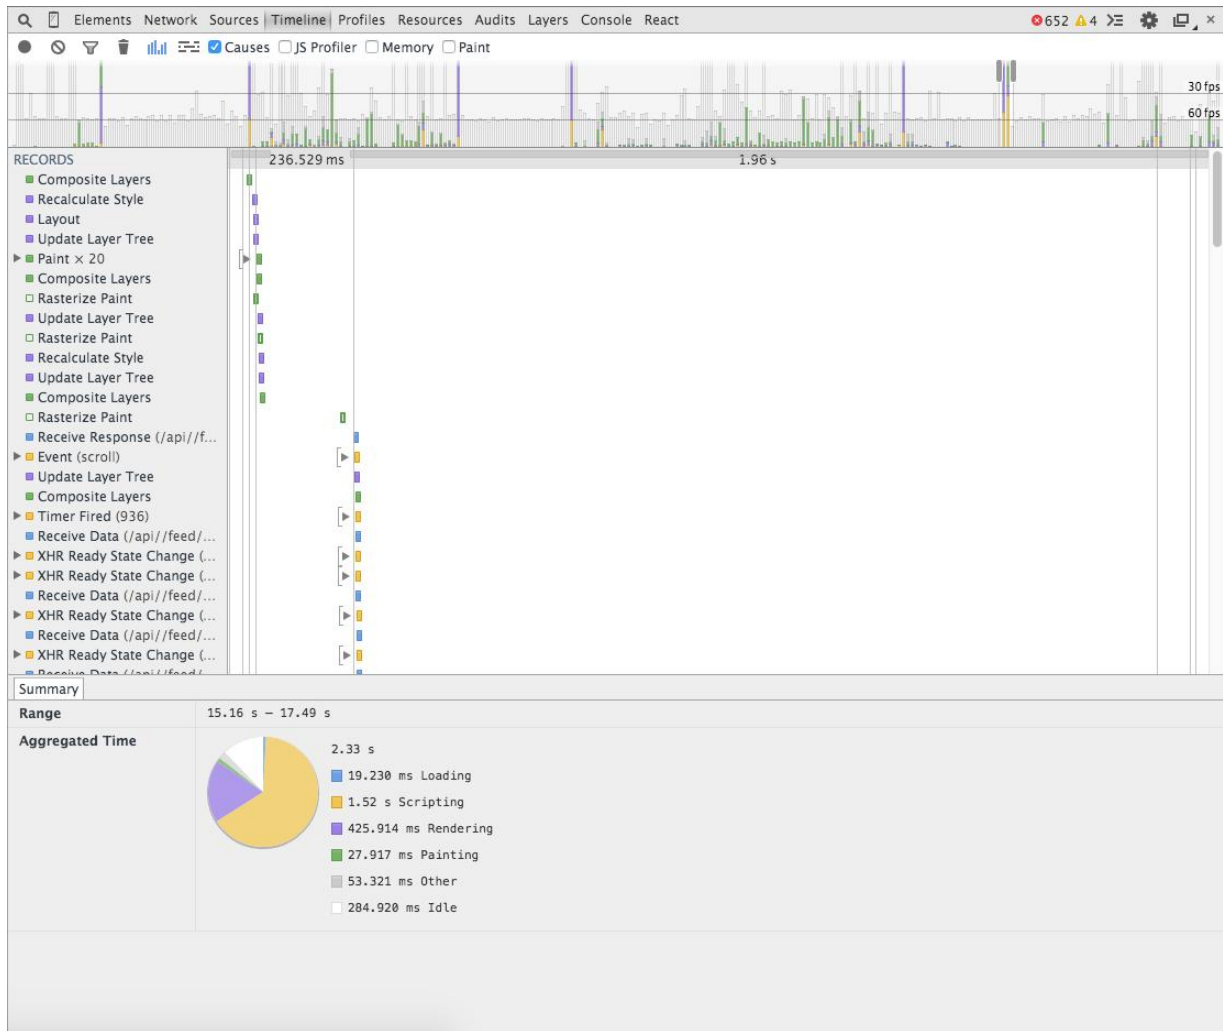 Elements Network Sources Timeline Profiles Resources Audits Layers Console React 652 4
Causes JS Profiler Memory Paint
30 fps
60 fps
RECORDS 236.529 ms 1.96 s
Composite Layers
Recalculate Style
Layout
Update Layer Tree
Paint × 20
Composite Layers
Rasterize Paint
Update Layer Tree
Rasterize Paint
Recalculate Style
Update Layer Tree
Composite Layers
Rasterize Paint
Receive Response (/api//f...
Event (scroll)
Update Layer Tree
Composite Layers
Timer Fired (936)
Receive Data (/api//feed/...
XHR Ready State Change (...
XHR Ready State Change (...
Receive Data (/api//feed/...
XHR Ready State Change (...
Receive Data (/api//feed/...
XHR Ready State Change (...
Receive Data (/api//feed/
Summary
Range 15.16 s – 17.49 s
Aggregated Time 2.33 s
19.230 ms Loading
1.52 s Scripting
425.914 ms Rendering
27.917 ms Painting
53.321 ms Other
284.920 ms Idle